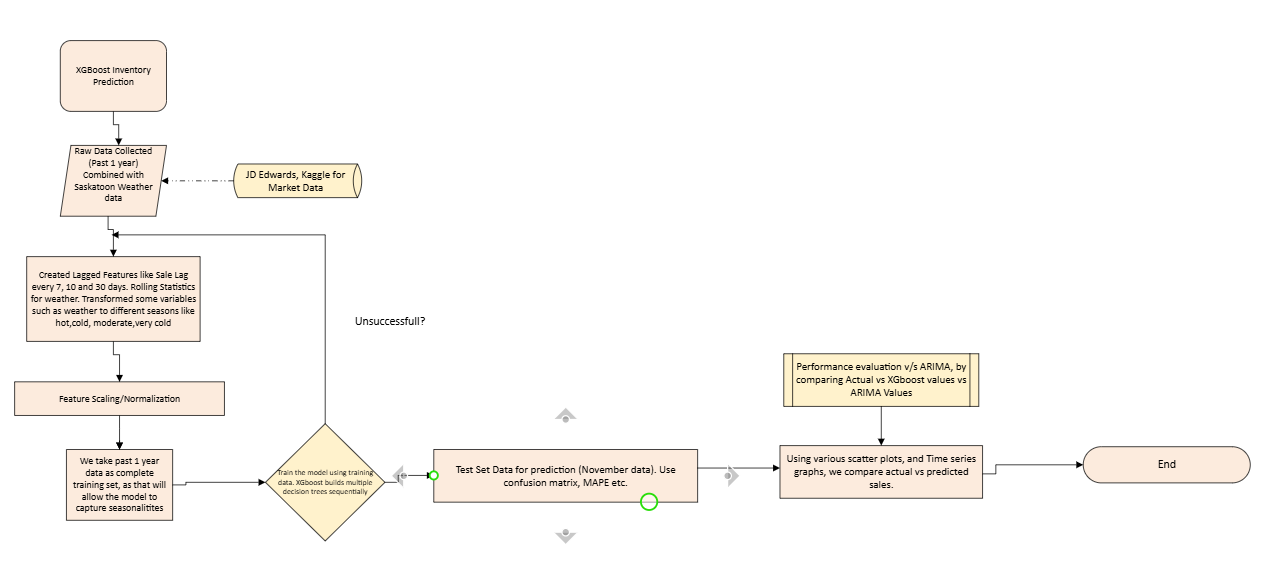 XGBoost Inventory
Prediction
Raw Data Collected
(Past 1 year)
Combined with
Saskatoon Weather
data
JD Edwards, Kaggle for
Market Data
Created Lagged Features like Sale Lag
every 7, 10 and 30 days. Rolling Statistics
for weather. Transformed some variables
such as weather to different seasons like
hot,cold, moderate,very cold
Unsuccessfull?
Feature Scaling/Normalization
We take past 1 year
data as complete
training set, as that will
allow the model to
capture seasonalitites
Train the model using training
data. XGboost builds multiple
decision trees sequentially
Test Set Data for prediction (November data). Use
confusion matrix, MAPE etc.
Performance evaluation v/s ARIMA, by
comparing Actual vs XGboost values vs
ARIMA Values
Using various scatter plots, and Time series
graphs, we compare actual vs predicted
sales.
End